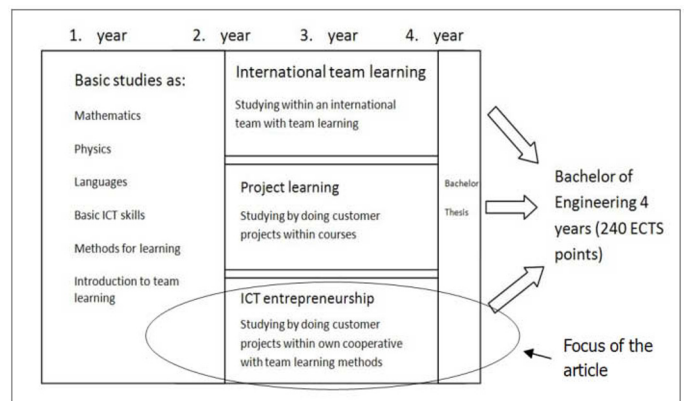 1. year 2. year 3. year 4. year
Basic studies as:
Mathematics
Physics
Languages
Basic ICT skills
Methods for learning
Introduction to team
learning
International team learning
Studying within an international
team with team learning
Project learning
Studying by doing customer
projects within courses
ICT entrepreneurship
Studying by doing customer
projects within own cooperative
with team learning methods
Bachelor
Thesis
Bachelor of
Engineering 4
years (240 ECTS
points)
Focus of the
article